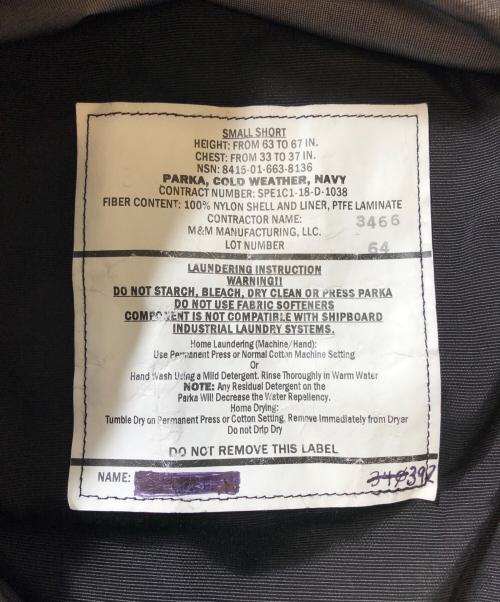 SMALL SHORT
HEIGHT: FROM 63 TO 67 IN.
CHEST: FROM 33 TO 37 IN.
NSN: 8415-01-663-8136
PARKA, COLD WEATHER, NAVY
CONTRACT NUMBER: SPE1C1-18-D-1038
FIBER CONTENT: 100% NYLON SHELL AND LINER, PTFE LAMINATE
CONTRACTOR NAME: 3466
M&M MANUFACTURING, LLC.
LOT NUMBER 64
LAUNDERING INSTRUCTION
WARNING!!
DO NOT STARCH, BLEACH, DRY CLEAN OR PRESS PARKA
DO NOT USE FABRIC SOFTENERS
COMPONENT IS NOT COMPATIBLE WITH SHIPBOARD
INDUSTRIAL LAUNDRY SYSTEMS.
Home Laundering (Machine/Hand):
Use Permanent Press or Normal Cotton Machine Setting
Or
Hand Wash Using a Mild Detergent. Rinse Thoroughly in Warm Water
NOTE: Any Residual Detergent on the
Parka Will Decrease the Water Repellency.
Home Drying:
Tumble Dry on Permanent Press or Cotton Setting, Remove Immediately from Dryer
Do not Drip Dry
DO NOT REMOVE THIS LABEL
NAME: 392